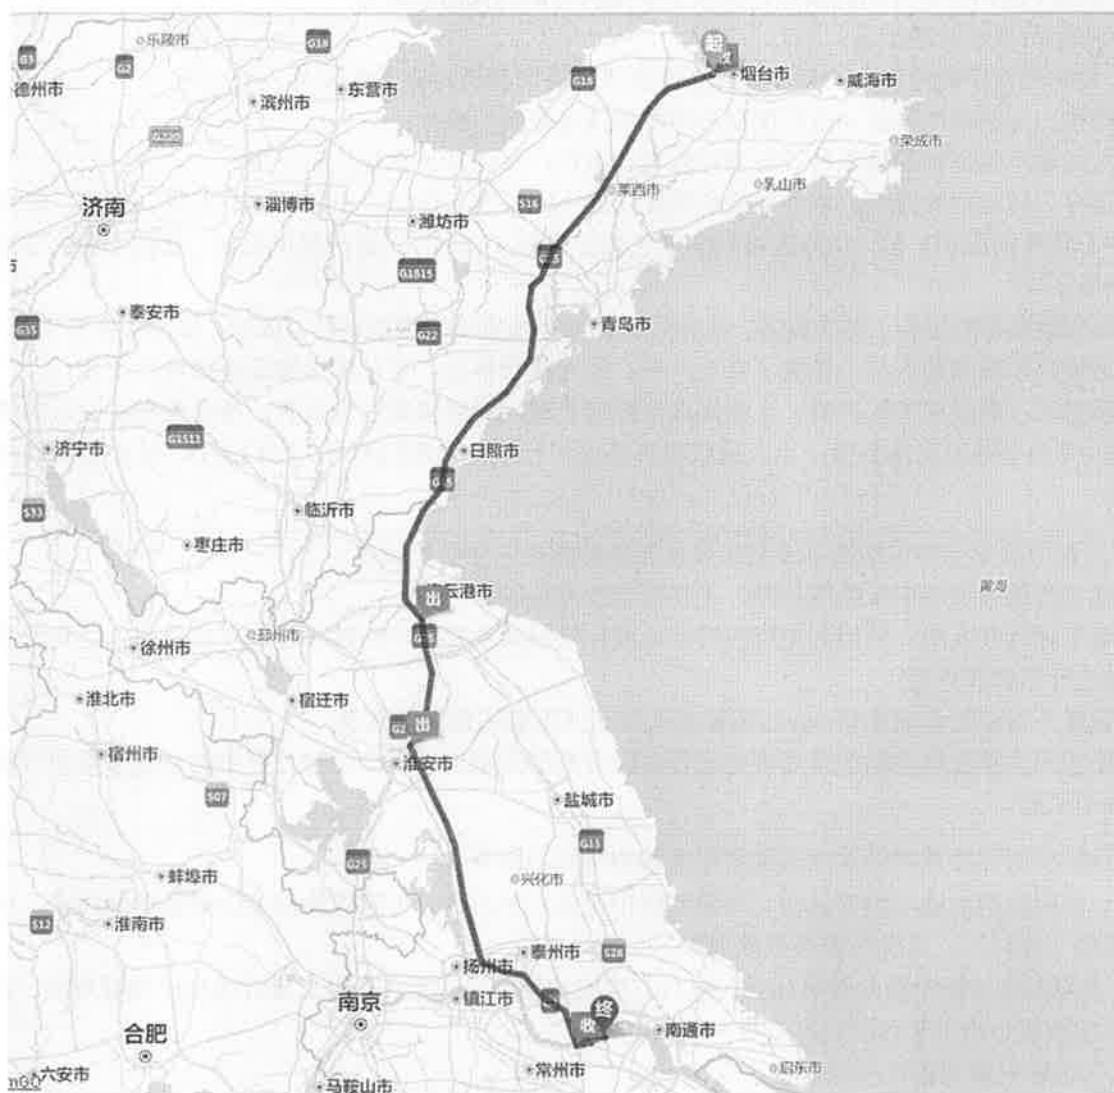 乐陵市
G18
G3
G2
起
烟台市
威海市
G18
德州市
东营市
滨州市
荣成市
莱西市
乳山市
济南
淄博市
S16
潍坊市
G1815
泰安市
青岛市
G35
G22
济宁市
G1511
日照市
S33
临沂市
枣庄市
云港市
出
黄海
徐州市
邳州市
淮北市
宿迁市
G2
出
宿州市
淮安市
S07
盐城市
G15
G25
蚌埠市
兴化市
S12
淮南市
泰州市
S28
扬州市
镇江市
南京
终
收
南通市
合肥
常州市
启东市
六安市
马鞍山市